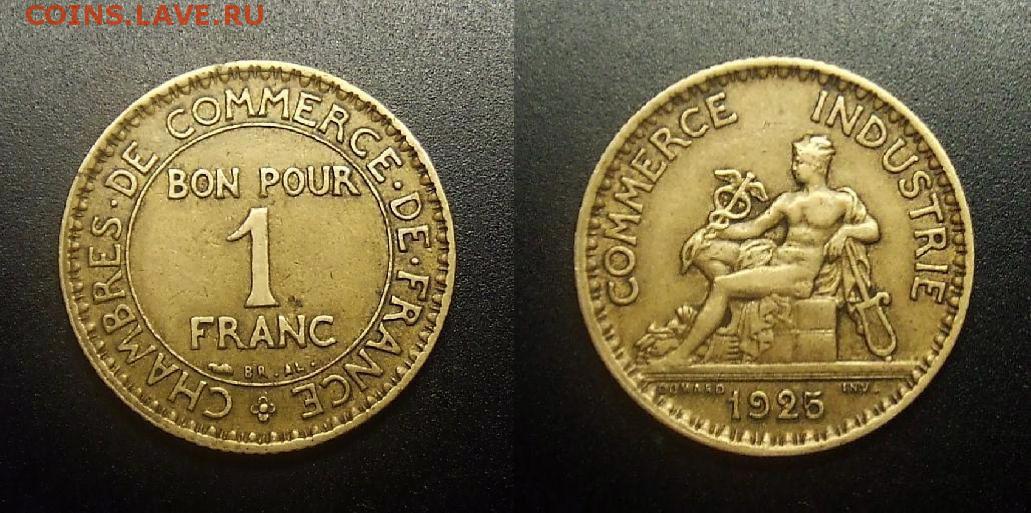 COINS.LAVE.RU
CHAMBRES·DE COMMERCE·DE·FRANCE
BON POUR
1
FRANC
BR.AL.
COMMERCE INDUSTRIE
DOMARD INV.
1925